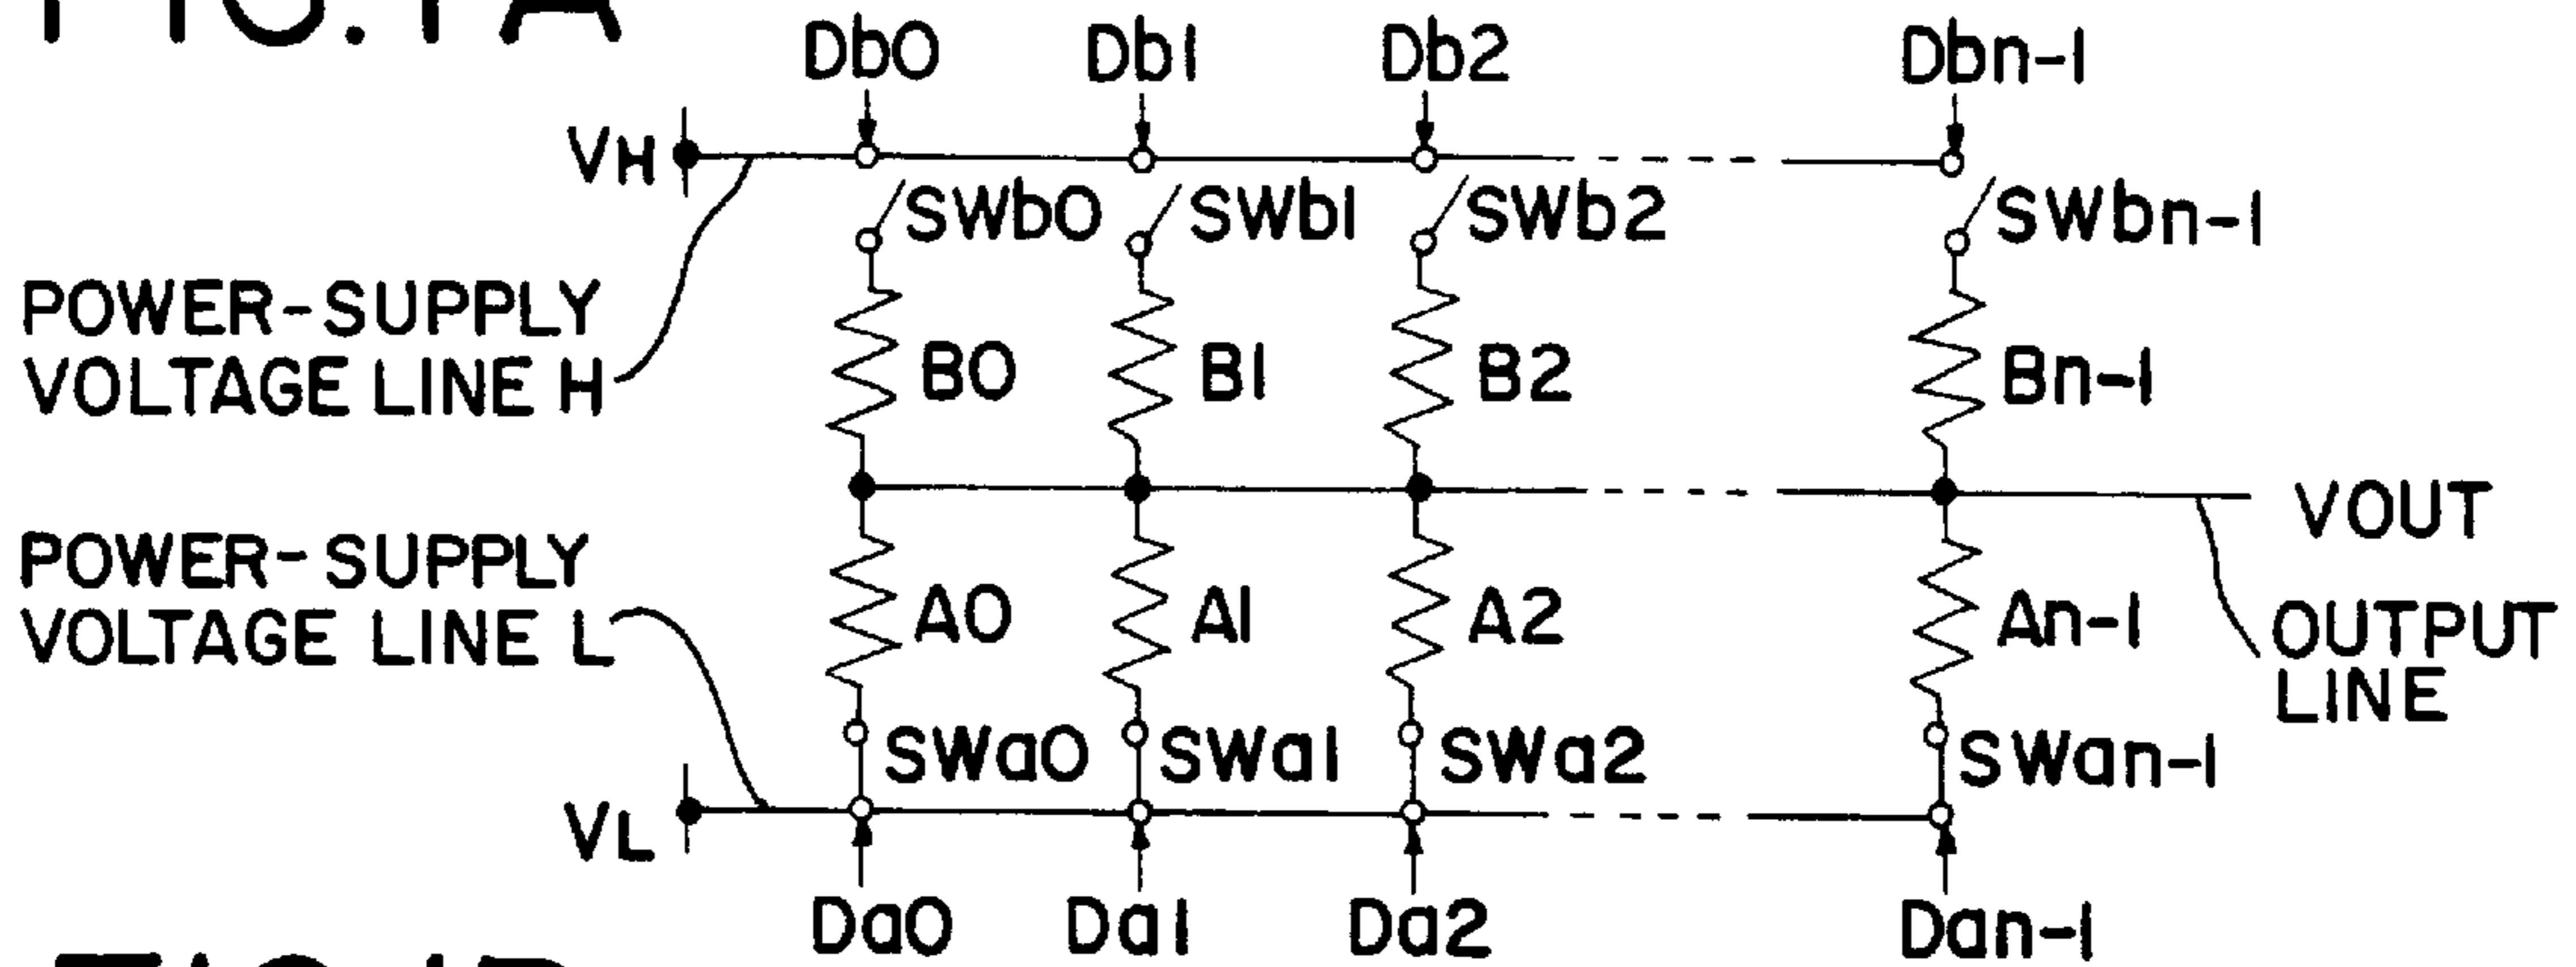 FIG. 1A
Db0 Db1 Db2 Dbn-1
VH
SWb0 SWb1 SWb2 SWbn-1
POWER-SUPPLY
VOLTAGE LINE H
B0 B1 B2 Bn-1
VOUT
POWER-SUPPLY
VOLTAGE LINE L
A0 A1 A2 An-1
OUTPUT
LINE
SWa0 SWa1 SWa2 SWan-1
VL
Da0 Da1 Da2 Dan-1